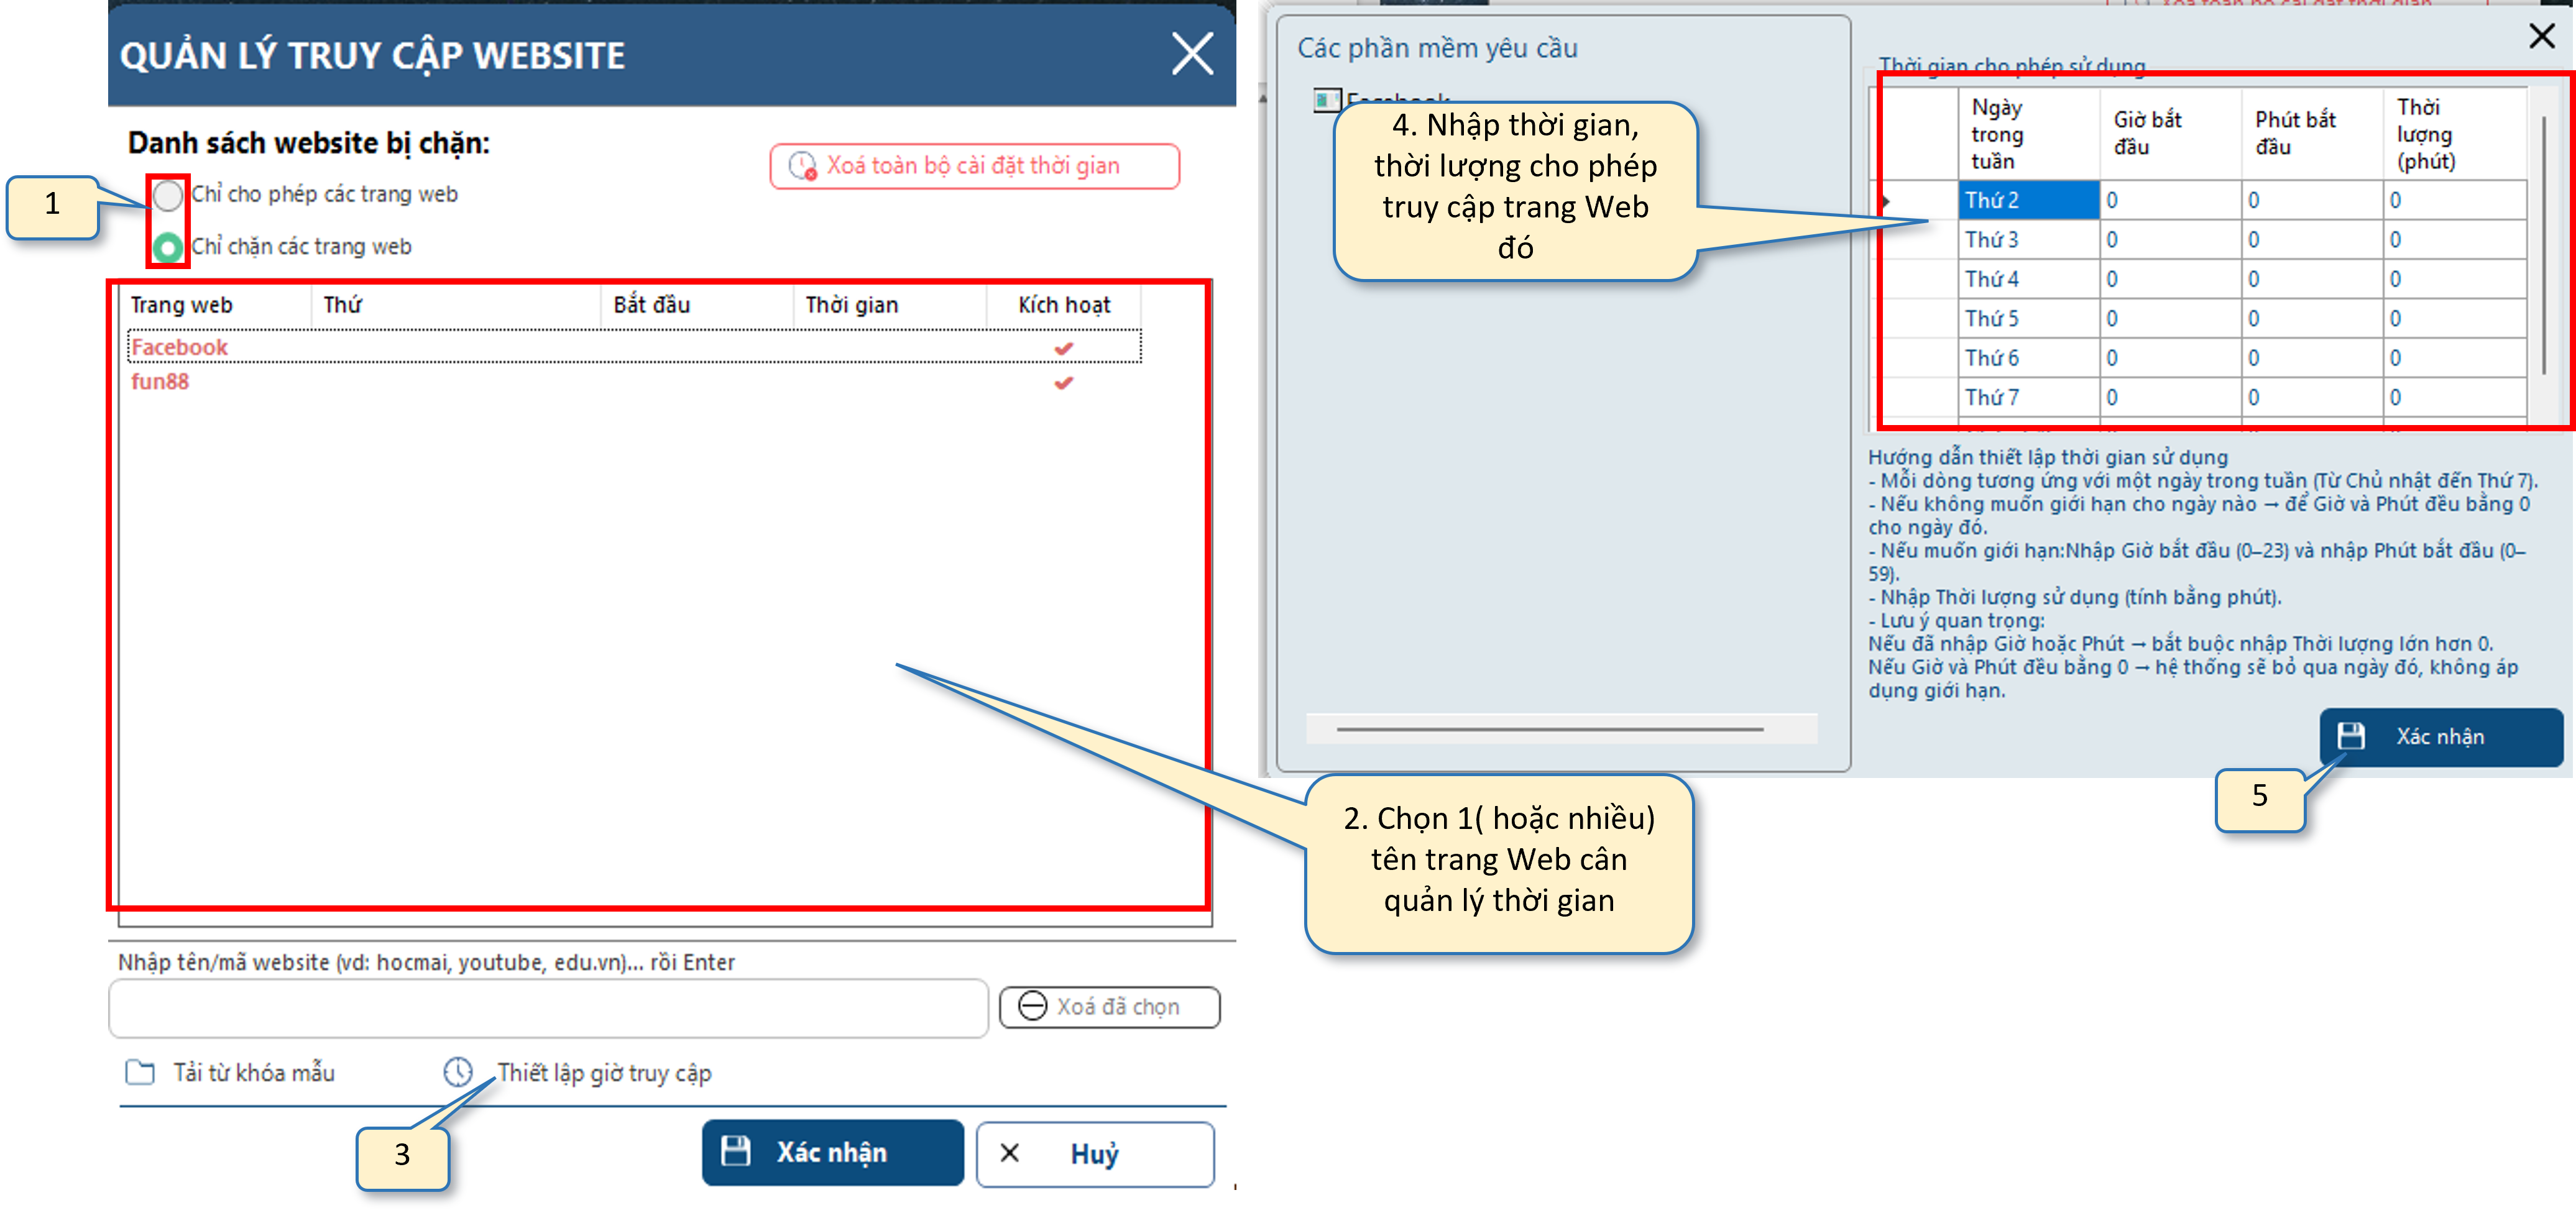 QUẢN LÝ TRUY CẬP WEBSITE
Danh sách website bị chặn:
Xoá toàn bộ cài đặt thời gian
1
Chỉ cho phép các trang web
Chỉ chặn các trang web
Trang web Thứ Bắt đầu Thời gian Kích hoạt
Facebook
fun88
2. Chọn 1( hoặc nhiều)
tên trang Web cân
quản lý thời gian
Nhập tên/mã website (vd: hocmai, youtube, edu.vn)... rồi Enter
Xoá đã chọn
Tải từ khóa mẫu
Thiết lập giờ truy cập
3
Xác nhận
Huỷ
Các phần mềm yêu cầu
Facebook
4. Nhập thời gian,
thời lượng cho phép
truy cập trang Web
đó
Xoá toàn bộ cài đặt thời gian
Thời gian cho phép sử dụng
Ngày
trong
tuần
Giờ bắt
đầu
Phút bắt
đầu
Thời
lượng
(phút)
Thứ 2 0 0 0
Thứ 3 0 0 0
Thứ 4 0 0 0
Thứ 5 0 0 0
Thứ 6 0 0 0
Thứ 7 0 0 0
Hướng dẫn thiết lập thời gian sử dụng
- Mỗi dòng tương ứng với một ngày trong tuần (Từ Chủ nhật đến Thứ 7).
- Nếu không muốn giới hạn cho ngày nào → để Giờ và Phút đều bằng 0
cho ngày đó.
- Nếu muốn giới hạn:Nhập Giờ bắt đầu (0–23) và nhập Phút bắt đầu (0–
59).
- Nhập Thời lượng sử dụng (tính bằng phút).
- Lưu ý quan trọng:
Nếu đã nhập Giờ hoặc Phút → bắt buộc nhập Thời lượng lớn hơn 0.
Nếu Giờ và Phút đều bằng 0 → hệ thống sẽ bỏ qua ngày đó, không áp
dụng giới hạn.
Xác nhận
5